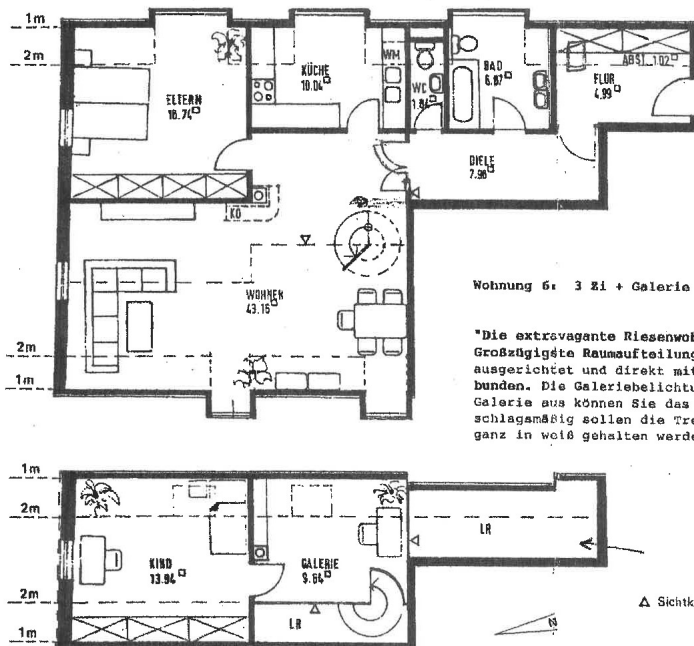 1m
2m
ELTERN
16.74
KÜCHE
10.04
WM
WC
1.84
BAD
6.87
ABST 1.02
FLUR
4.99
DIELE
7.98
KO
WOHNEN
43.15
2m
1m
Wohnung 6: 3 Zi + Galerie
"Die extravagante Riesenwoh
Großzügigste Raumaufteilung
ausgerichtet und direkt mit
bunden. Die Galeriebelichtu
Galerie aus können Sie das
schlagsmäßig sollen die Tre
ganz in weiß gehalten werde
1m
2m
KIND
13.94
GALERIE
9.64
LR
LR
2m
1m
N
△ Sichtk